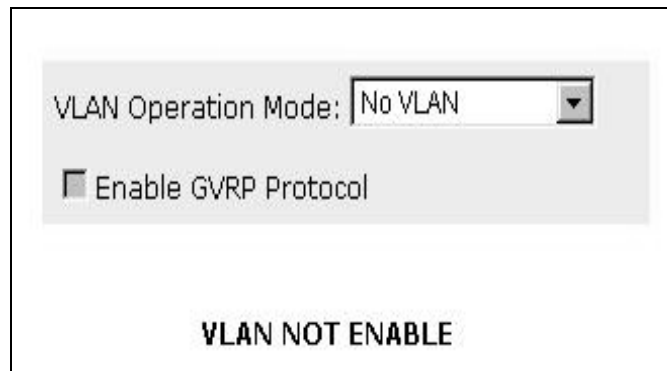 VLAN Operation Mode: No VLAN
Enable GVRP Protocol
VLAN NOT ENABLE